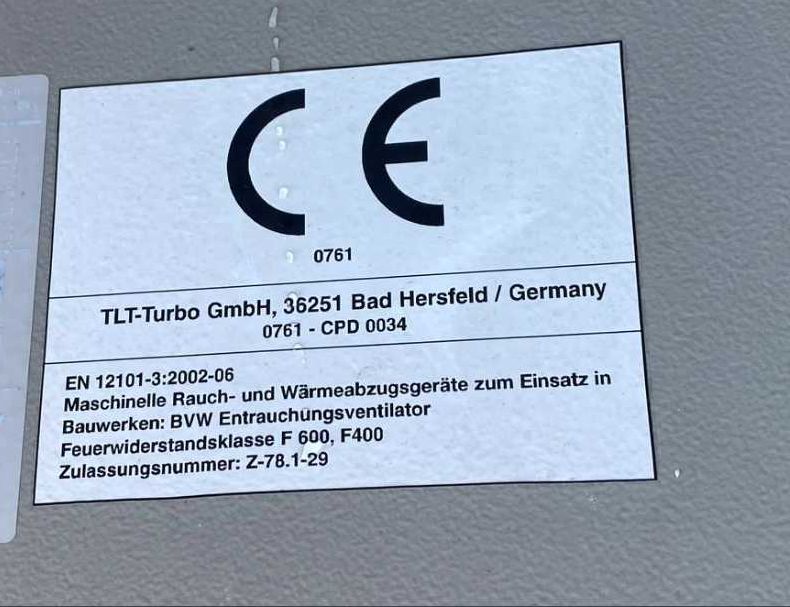 CE
0761
TLT-Turbo GmbH, 36251 Bad Hersfeld / Germany
0761 - CPD 0034
EN 12101-3:2002-06
Maschinelle Rauch- und Wärmeabzugsgeräte zum Einsatz in
Bauwerken: BVW Entrauchungsventilator
Feuerwiderstandsklasse F 600, F400
Zulassungsnummer: Z-78.1-29